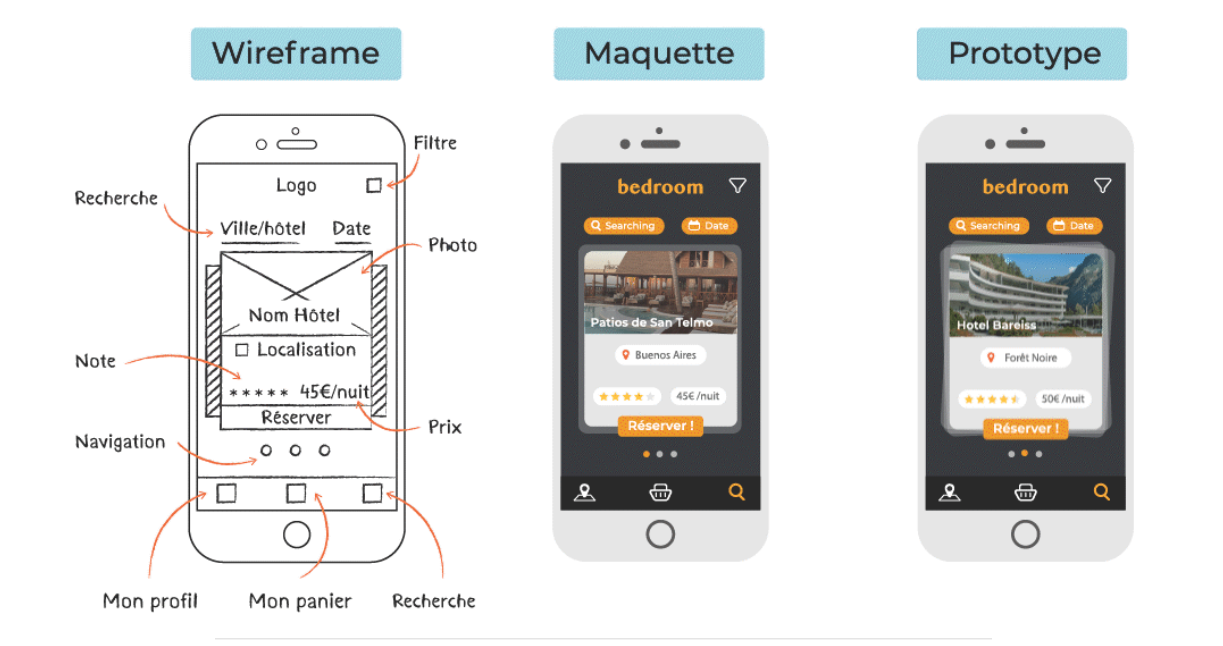 Wireframe
Maquette
Prototype
Filtre
Logo
Recherche
Ville/hôtel Date
Photo
Nom Hôtel
Localisation
Note
***** 45€/nuit
Réserver
Prix
Navigation
Mon profil
Mon panier
Recherche
bedroom
Searching
Date
Patios de San Telmo
Buenos Aires
45€/nuit
Réserver !
bedroom
Searching
Date
Hotel Bareiss
Forêt Noire
50€/nuit
Réserver !